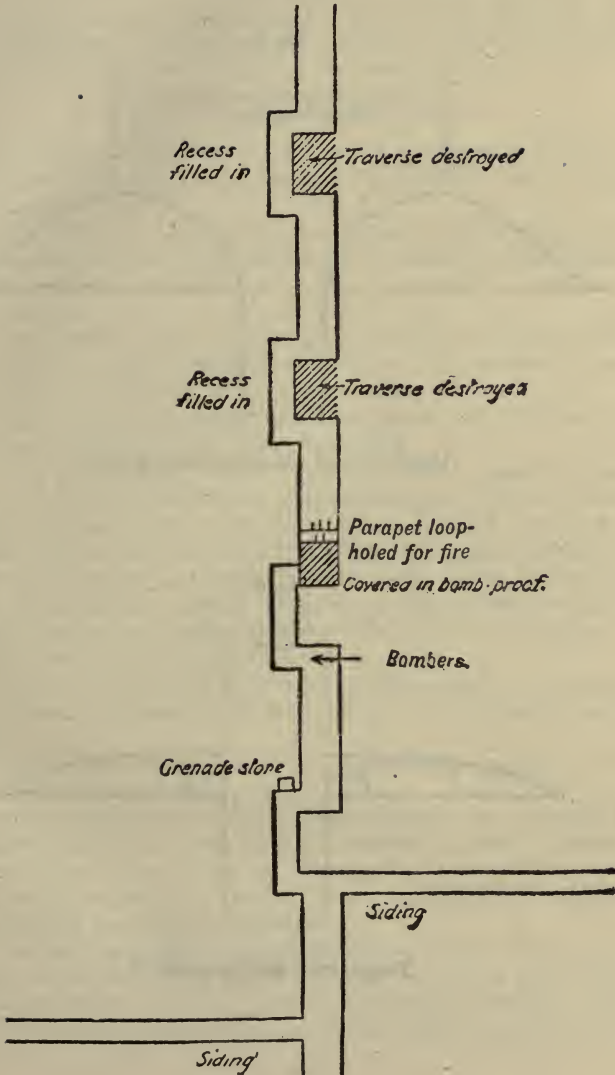 Recess
filled in
Traverse destroyed
Recess
filled in
Traverse destroyed
Parapet loop-
holed for fire
Covered in bomb-proof.
Bombers.
Grenade store
Siding
Siding